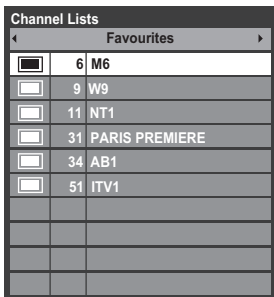 Channel Lists
Favourites
6 M6
9 W9
11 NT1
31 PARIS PREMIERE
34 AB1
51 ITV1